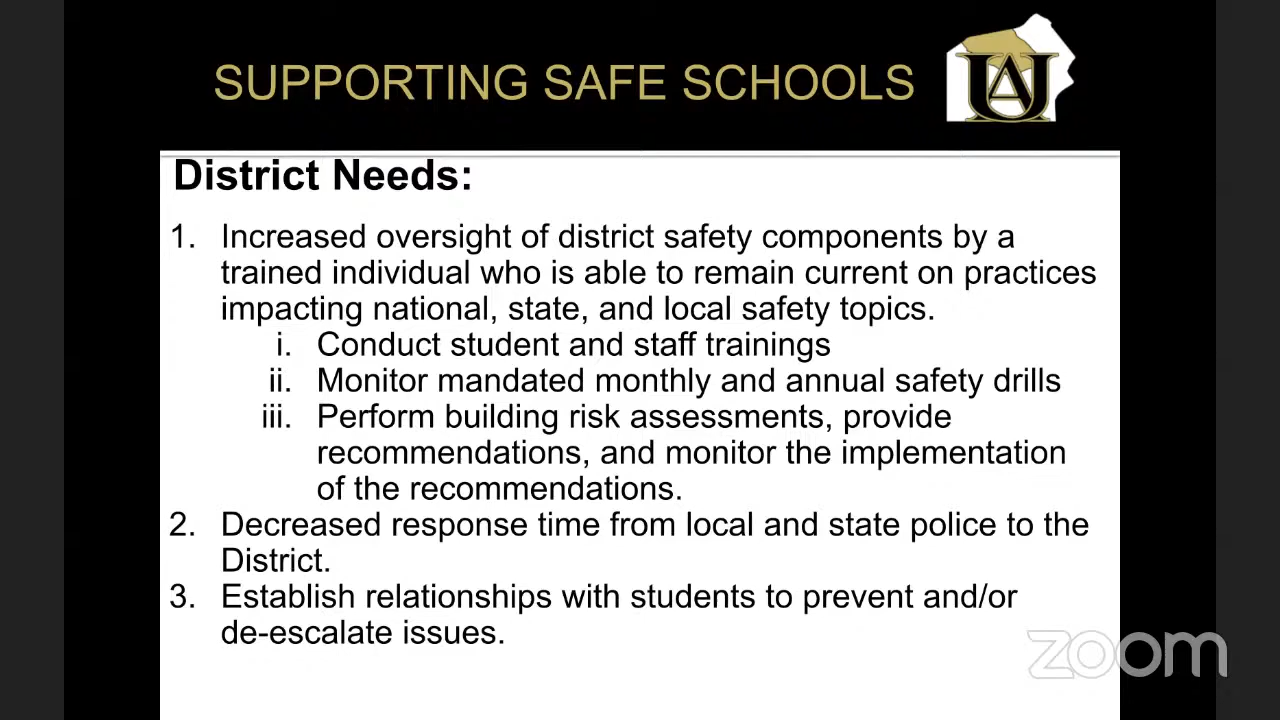 SUPPORTING SAFE SCHOOLS
UA
District Needs:
1. Increased oversight of district safety components by a
trained individual who is able to remain current on practices
impacting national, state, and local safety topics.
i. Conduct student and staff trainings
ii. Monitor mandated monthly and annual safety drills
iii. Perform building risk assessments, provide
recommendations, and monitor the implementation
of the recommendations.
2. Decreased response time from local and state police to the
District.
3. Establish relationships with students to prevent and/or
de-escalate issues.
zoom